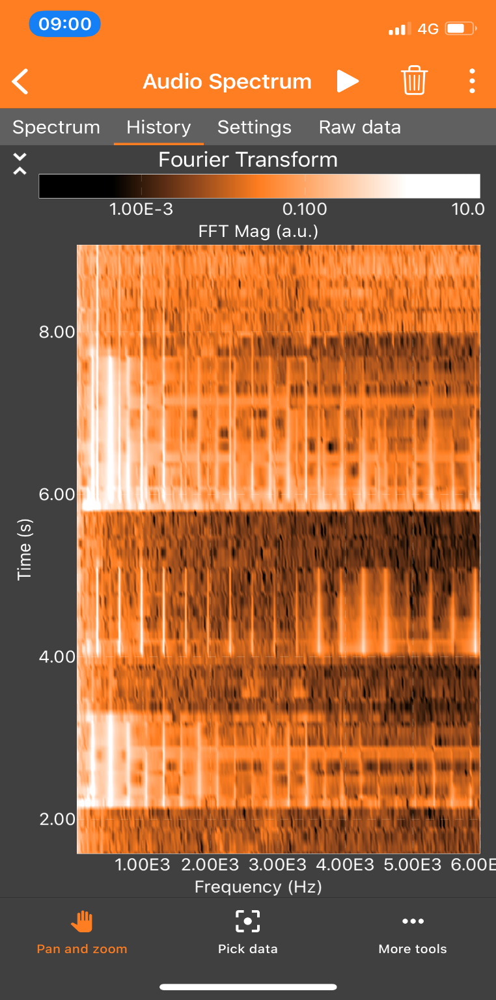 09:00 4G
Audio Spectrum
Spectrum History Settings Raw data
Fourier Transform
1.00E-3 0.100 10.0
FFT Mag (a.u.)
8.00
6.00
Time (s)
4.00
2.00
1.00E3 2.00E3 3.00E3 4.00E3 5.00E3 6.00E
Frequency (Hz)
Pan and zoom Pick data More tools